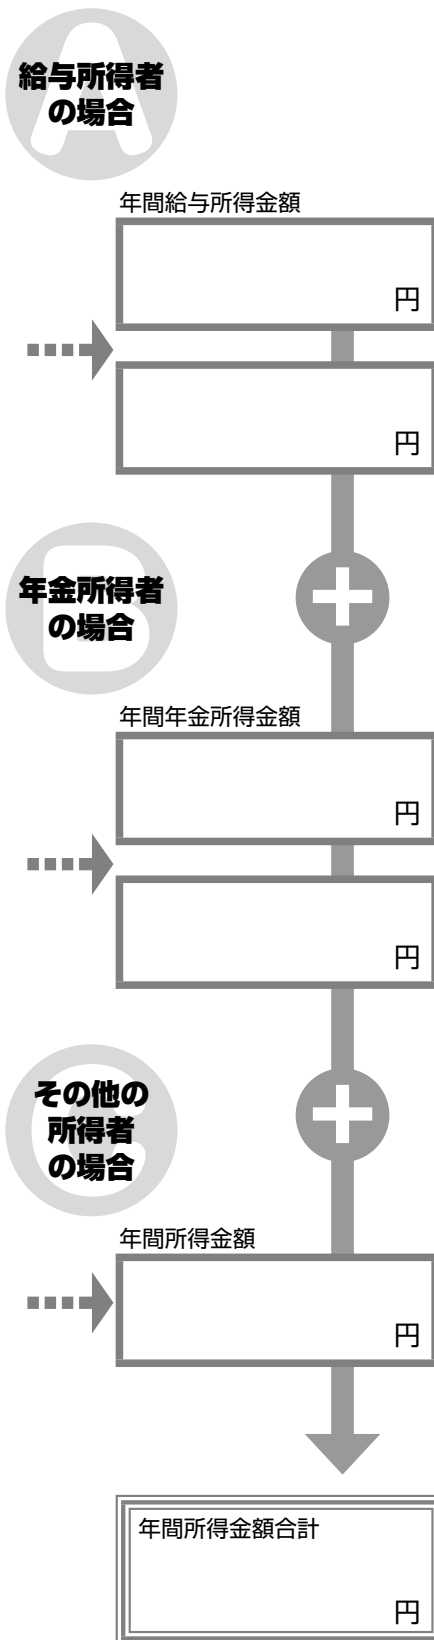 A
給与所得者
の場合
年間給与所得金額
円
円
B
年金所得者
の場合
年間年金所得金額
円
円
C
その他の
所得者
の場合
年間所得金額
円
年間所得金額合計
円